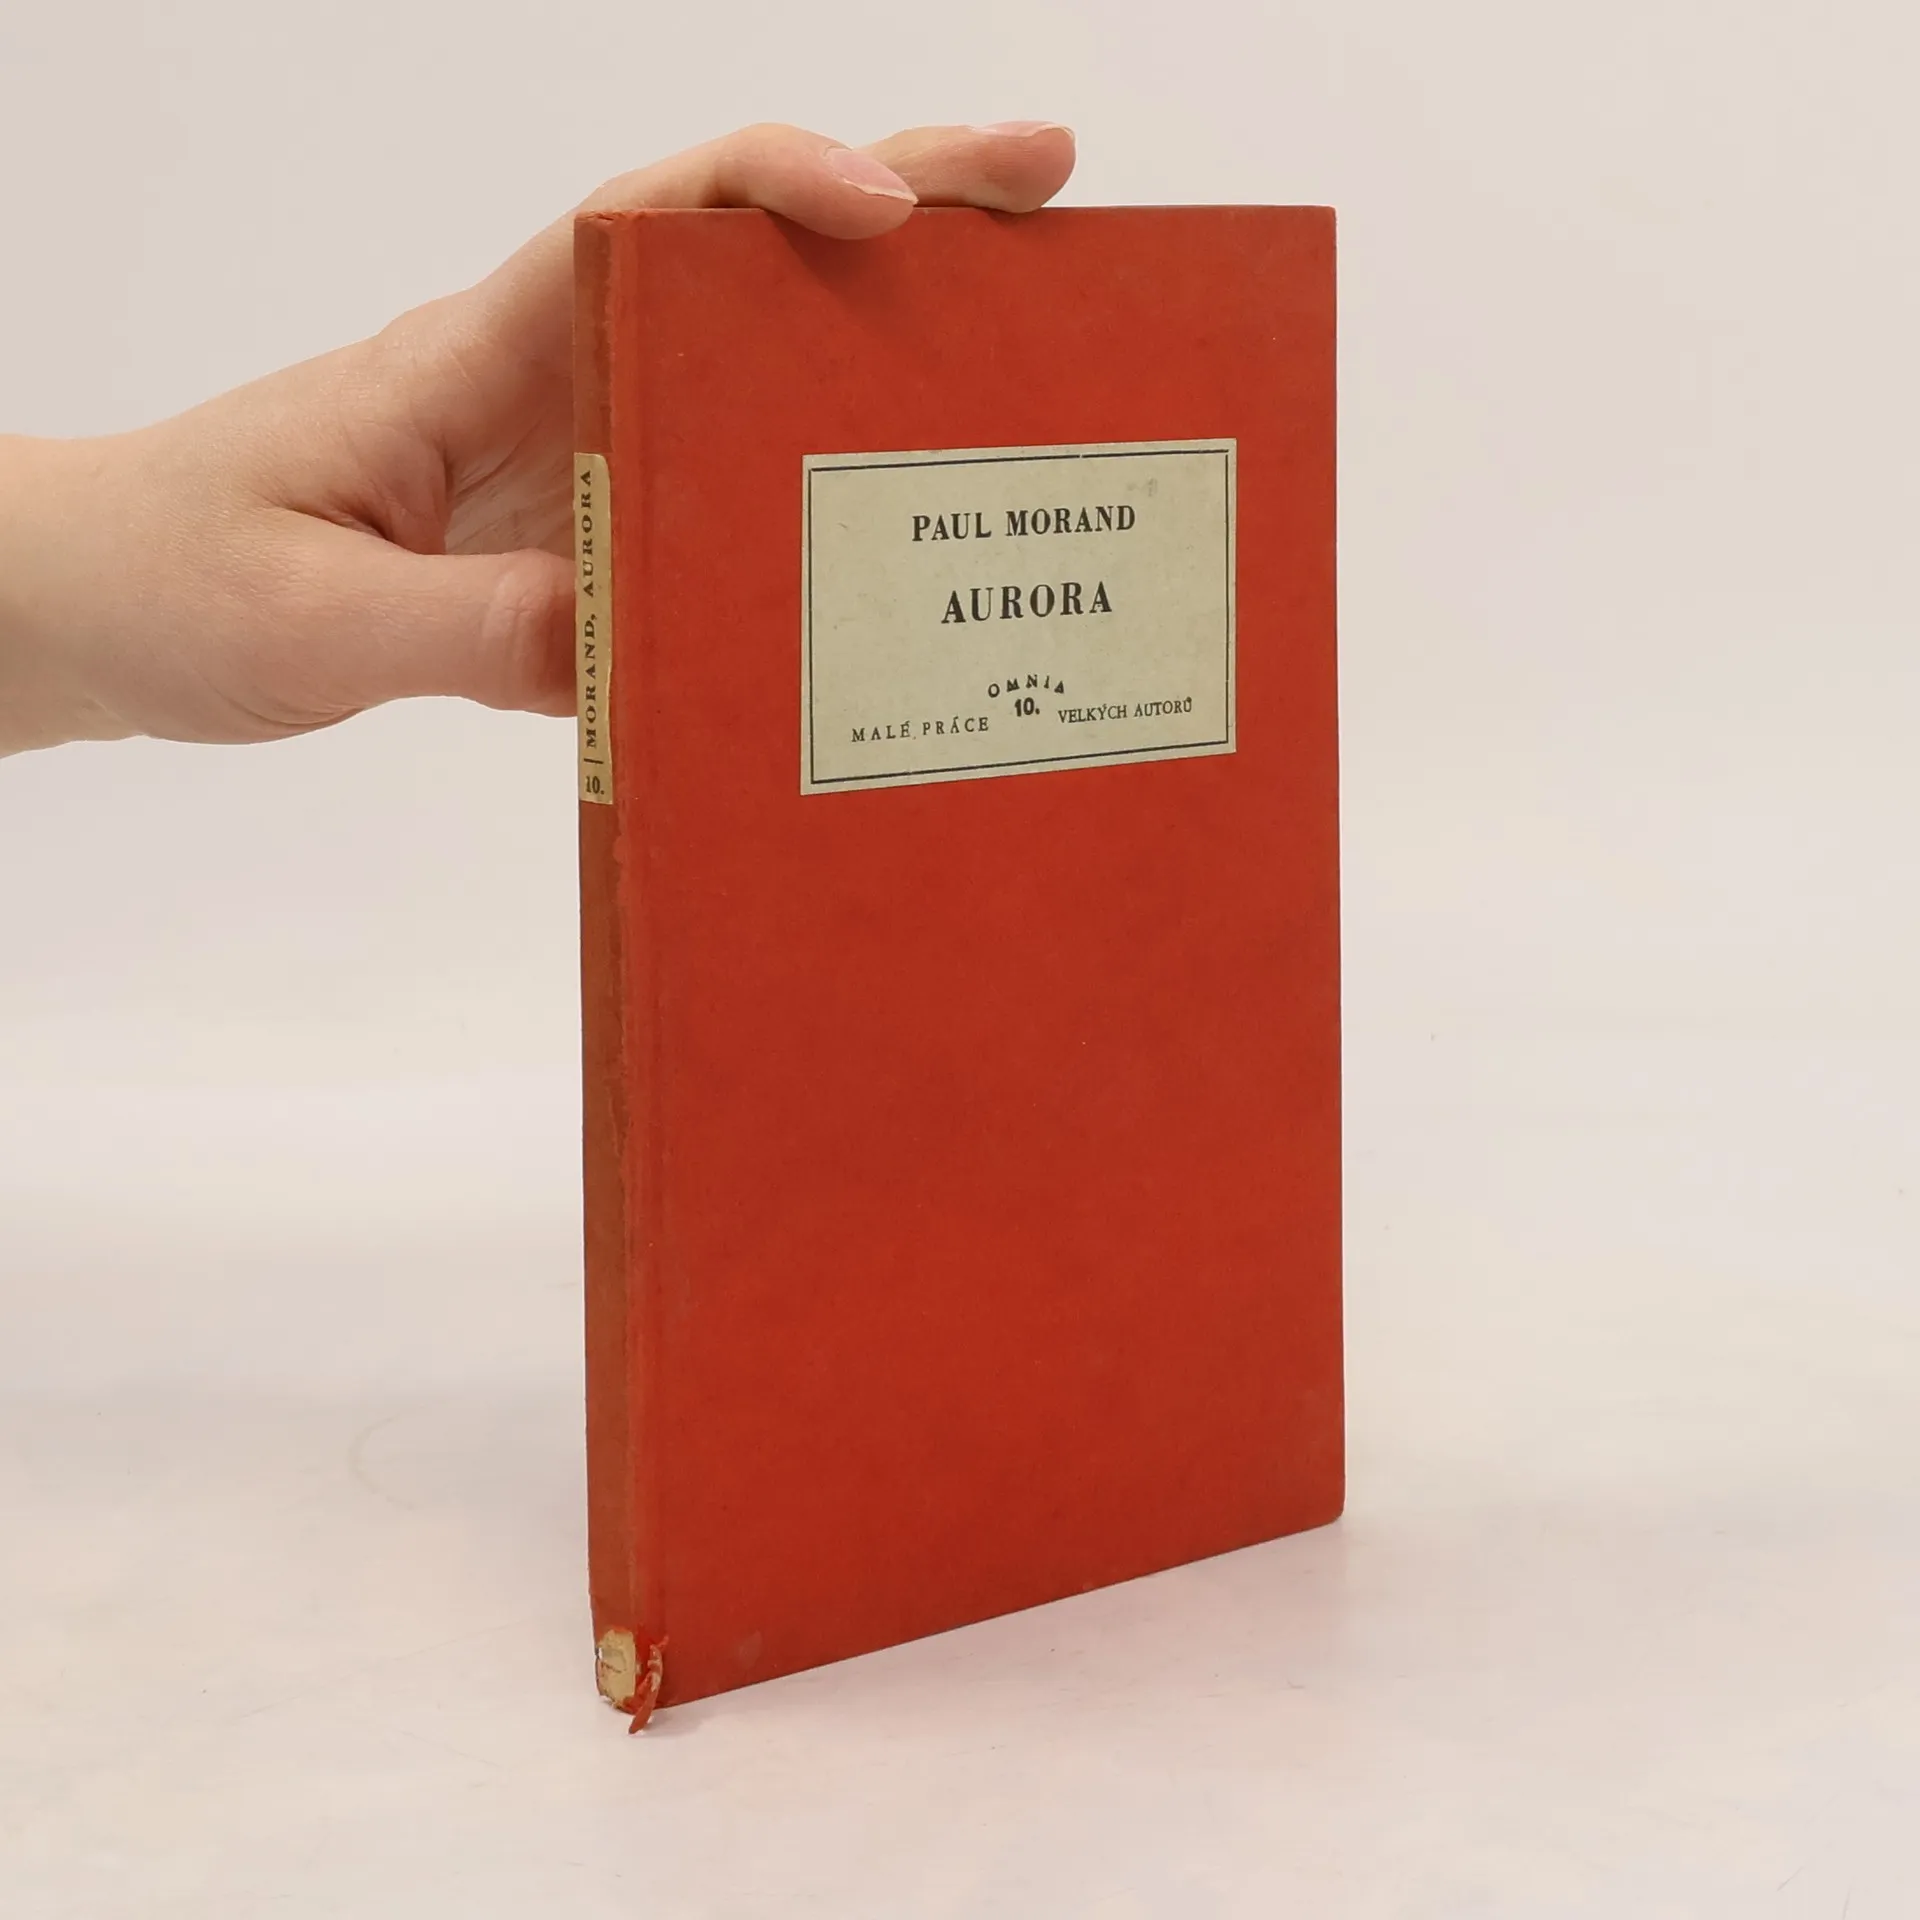 PAUL MORAND
AURORA
OMNIA
10.
MALÉ PRÁCE VELKÝCH AUTORŮ
10. | MORAND, AURORA